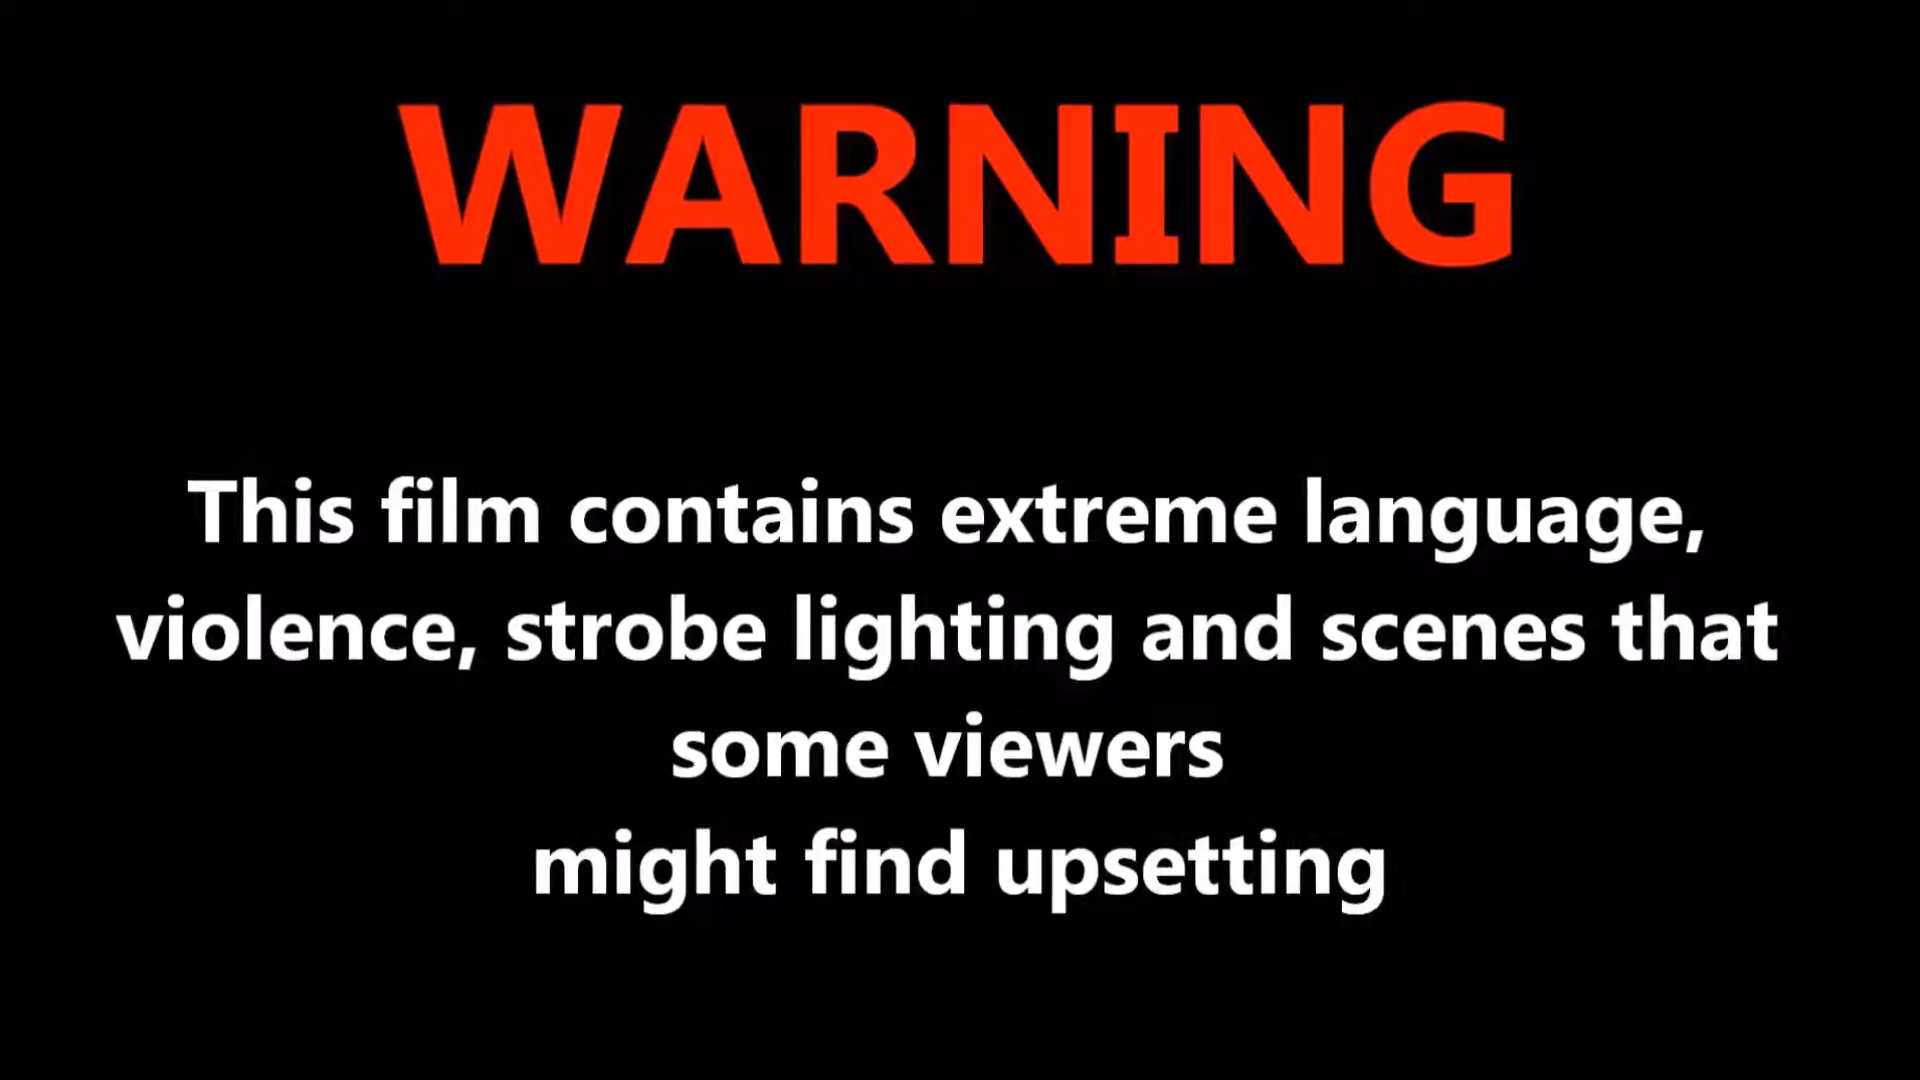 WARNING
This film contains extreme language,
violence, strobe lighting and scenes that
some viewers
might find upsetting